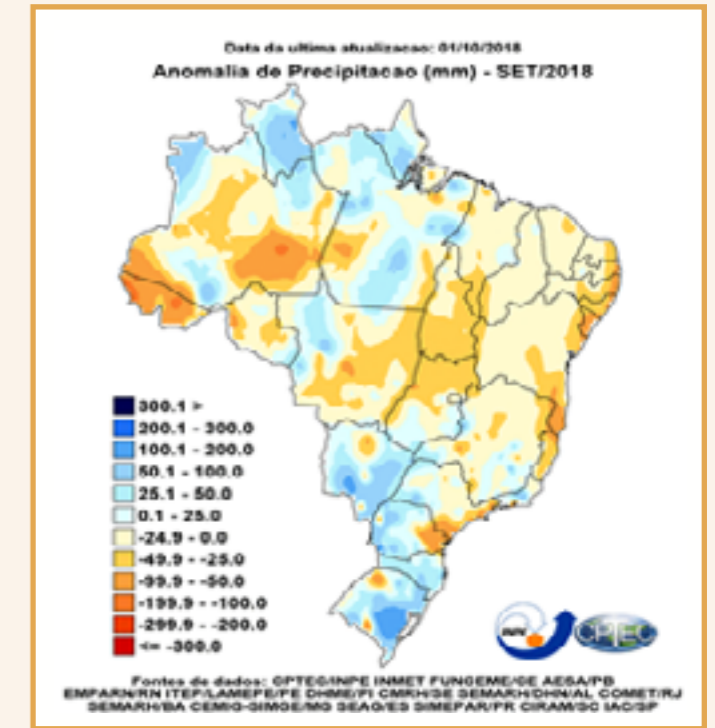 Data da ultima atualizacao: 01/10/2018
Anomalia de Precipitacao (mm) - SET/2018
300.1 >
200.1 - 300.0
100.1 - 200.0
50.1 - 100.0
25.1 - 50.0
0.1 - 25.0
-24.9 - 0.0
-49.9 - -25.0
-99.9 - -50.0
-199.9 - -100.0
-299.9 - -200.0
<= -300.0
INPE
CPTEC
Fontes de dados: CPTEC/INPE INMET FUNCEME/CE AESA/PB
EMPARN/RN ITEP/LAMEPE/PE DHME/PI CMRH/SE SEMARH/DHN/AL COMET/RJ
SEMARH/BA CEMIG-SIMGE/MG SEAG/ES SIMEPAR/PR CIRAM/SC IAC/SP